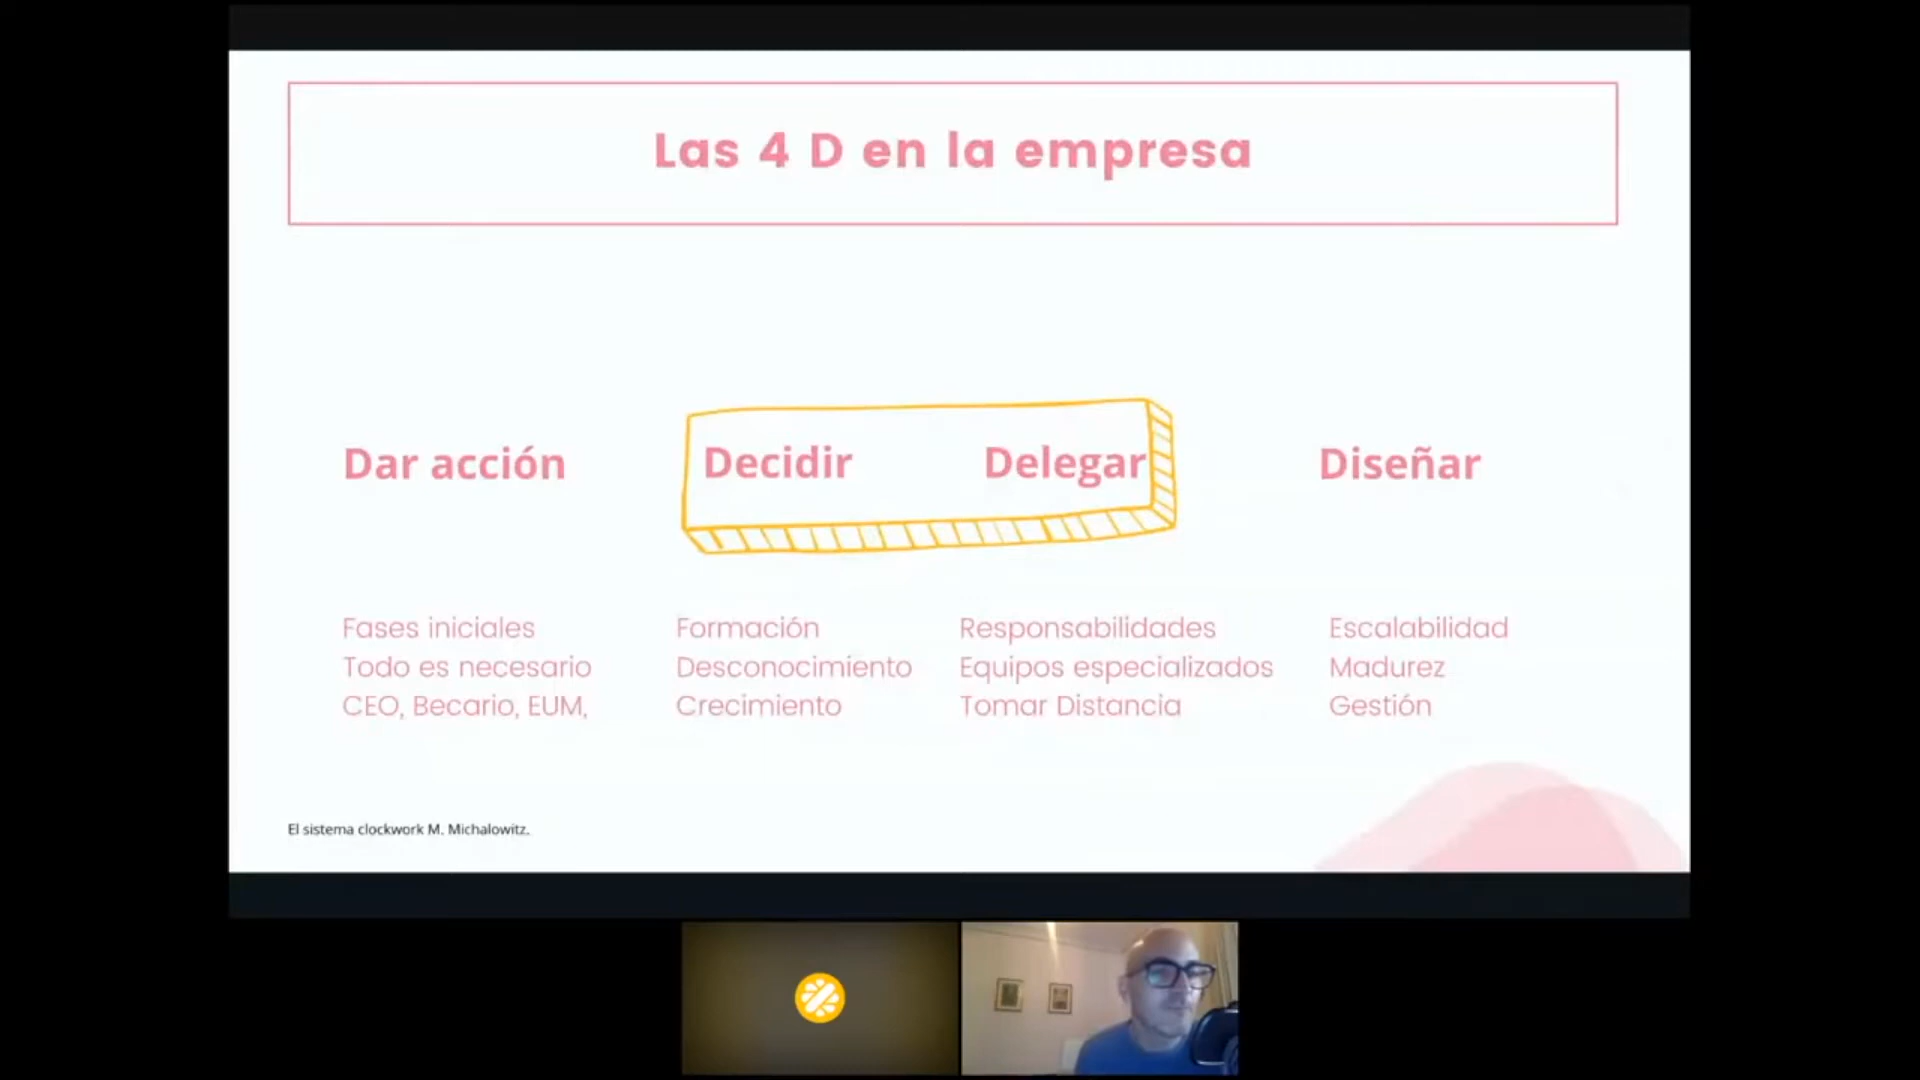 Las 4 D en la empresa
Dar acción
Decidir
Delegar
Diseñar
Fases iniciales
Todo es necesario
CEO, Becario, EUM,
Formación
Desconocimiento
Crecimiento
Responsabilidades
Equipos especializados
Tomar Distancia
Escalabilidad
Madurez
Gestión
El sistema clockwork M. Michalowitz.